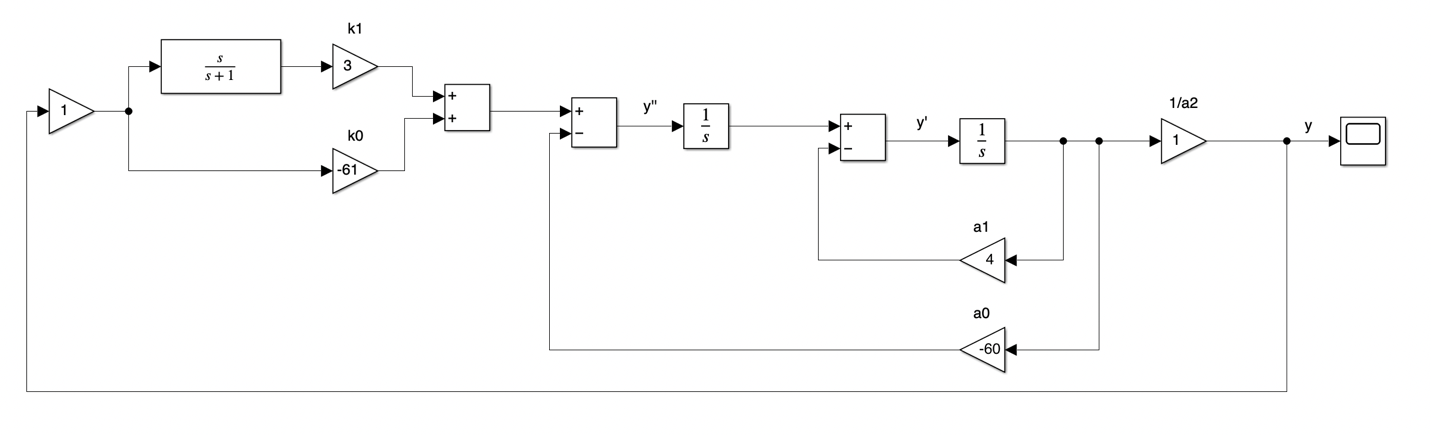 k1
s
s + 1
3
1
+
+
k0
-61
+
−
y"
1
s
+
−
y'
1
s
1/a2
1
y
a1
4
a0
-60